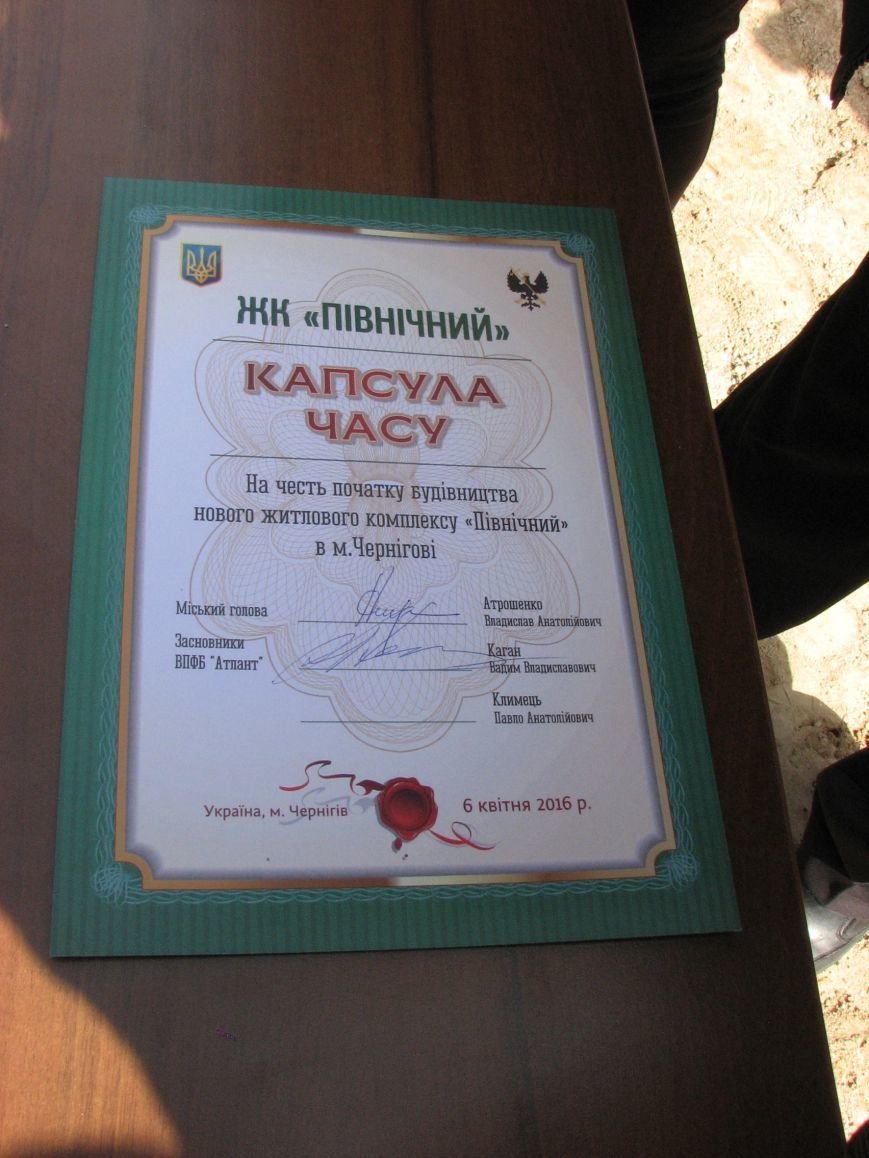 ЖК «ПІВНІЧНИЙ»
КАПСУЛА
ЧАСУ
На честь початку будівництва
нового житлового комплексу «Північний»
в м.Чернігові
Міський голова
Атрошенко
Владислав Анатолійович
Засновники
ВПФБ "Атлант"
Каган
Вадим Владиславович
Климець
Павло Анатолійович
Україна, м. Чернігів
6 квітня 2016 р.